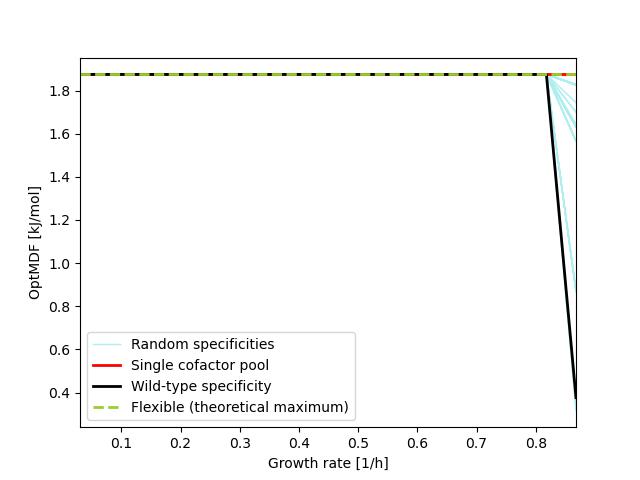 1.8
1.6
1.4
1.2
1.0
0.8
0.6
0.4
OptMDF [kJ/mol]
Random specificities
Single cofactor pool
Wild-type specificity
Flexible (theoretical maximum)
0.1 0.2 0.3 0.4 0.5 0.6 0.7 0.8
Growth rate [1/h]